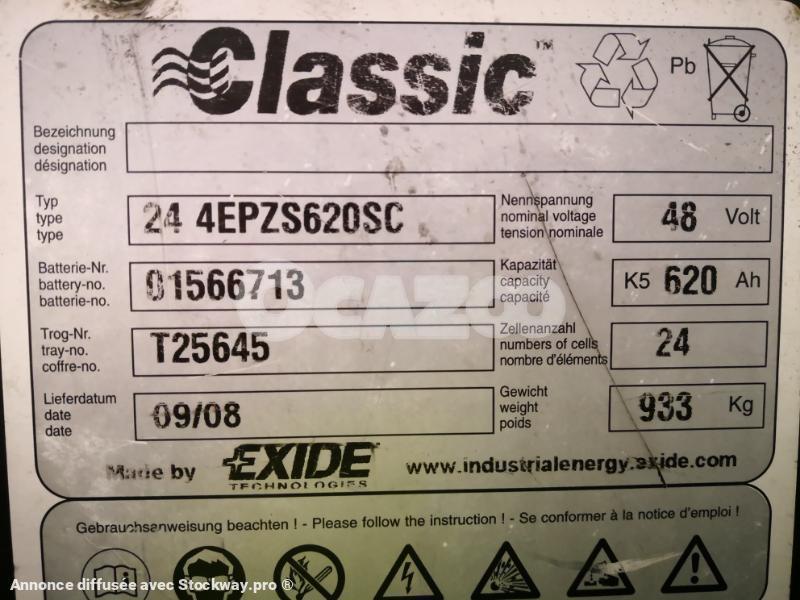 Classic™
Pb
Bezeichnung
designation
désignation
Typ
type
type
24 4EPZS620SC
Nennspannung
nominal voltage
tension nominale
48 Volt
Batterie-Nr.
battery-no.
batterie-no.
01566713
Kapazität
capacity
capacité
K5 620 Ah
OCAZOO
Trog-Nr.
tray-no.
coffre-no.
T25645
Zellenanzahl
numbers of cells
nombre d'éléments
24
Lieferdatum
date
date
09/08
Gewicht
weight
poids
933 Kg
Made by EXIDE
TECHNOLOGIES
www.industrialenergy.exide.com
Gebrauchsanweisung beachten ! - Please follow the instruction ! - Se conformer à la notice d'emploi !
Annonce diffusée avec Stockway.pro ®